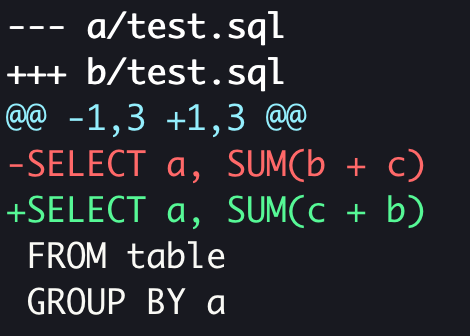 --- a/test.sql
+++ b/test.sql
@@ -1,3 +1,3 @@
-SELECT a, SUM(b + c)
+SELECT a, SUM(c + b)
 FROM table
 GROUP BY a